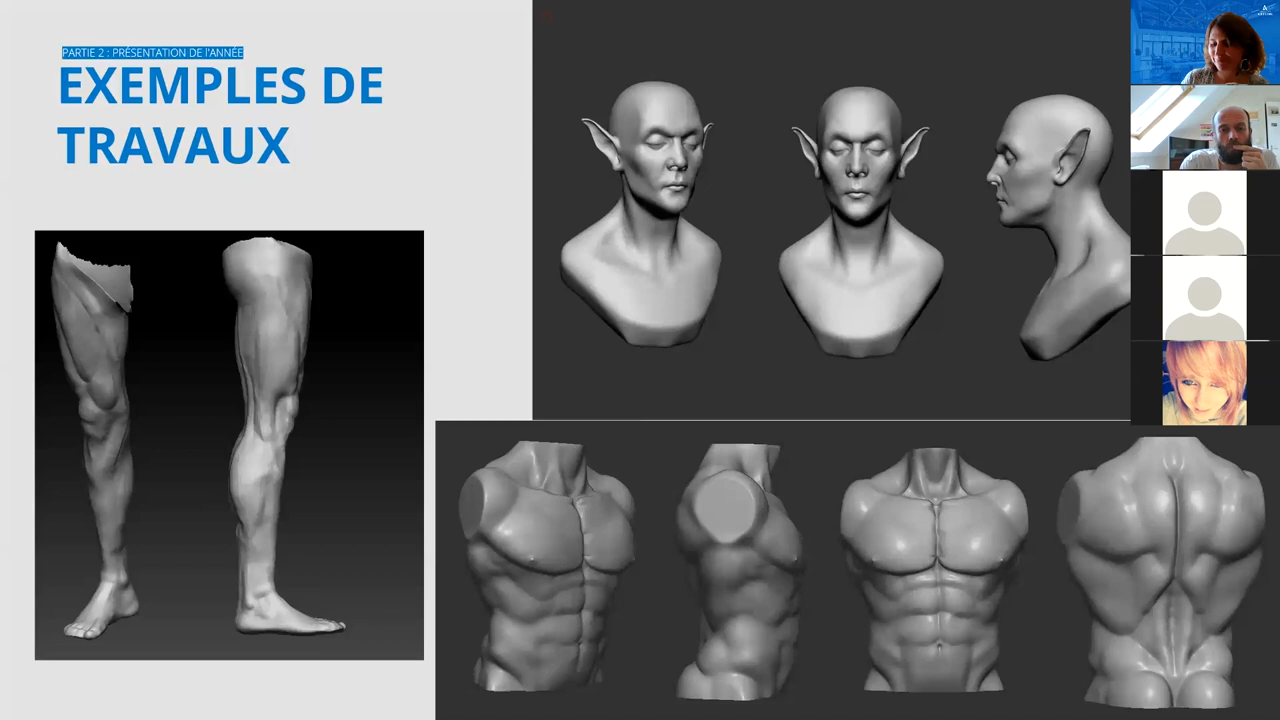 PARTIE 2 : PRÉSENTATION DE l'ANNÉE
EXEMPLES DE
TRAVAUX